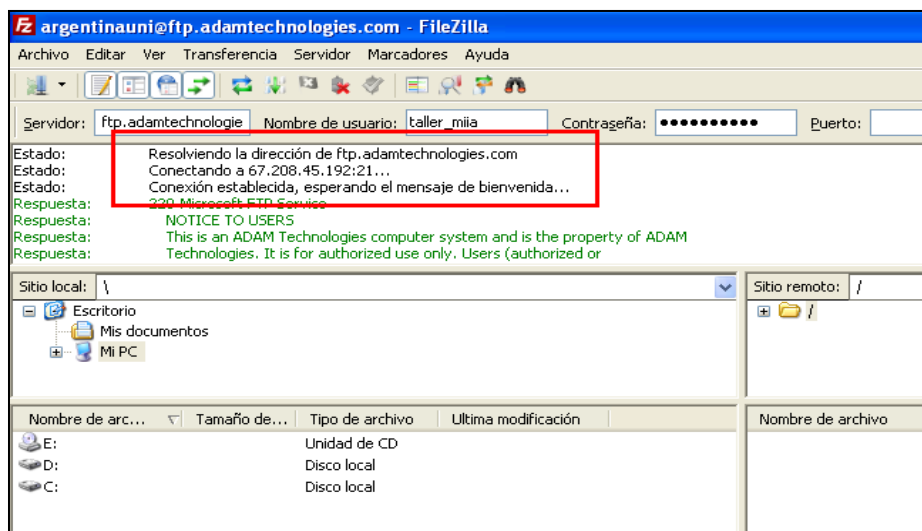 argentinauni@ftp.adamtechnologies.com - FileZilla
Archivo Editar Ver Transferencia Servidor Marcadores Ayuda
Servidor: ftp.adamtechnologie Nombre de usuario: taller_miia Contraseña: ●●●●●●●●●● Puerto:
Estado: Resolviendo la dirección de ftp.adamtechnologies.com
Estado: Conectando a 67.208.45.192:21...
Estado: Conexión establecida, esperando el mensaje de bienvenida...
Respuesta: 220 Microsoft FTP Service
Respuesta: NOTICE TO USERS
Respuesta: This is an ADAM Technologies computer system and is the property of ADAM
Respuesta: Technologies. It is for authorized use only. Users (authorized or
Sitio local: \ Sitio remoto: /
Escritorio /
Mis documentos
Mi PC
Nombre de arc... Tamaño de... Tipo de archivo Ultima modificación Nombre de archivo
E: Unidad de CD
D: Disco local
C: Disco local